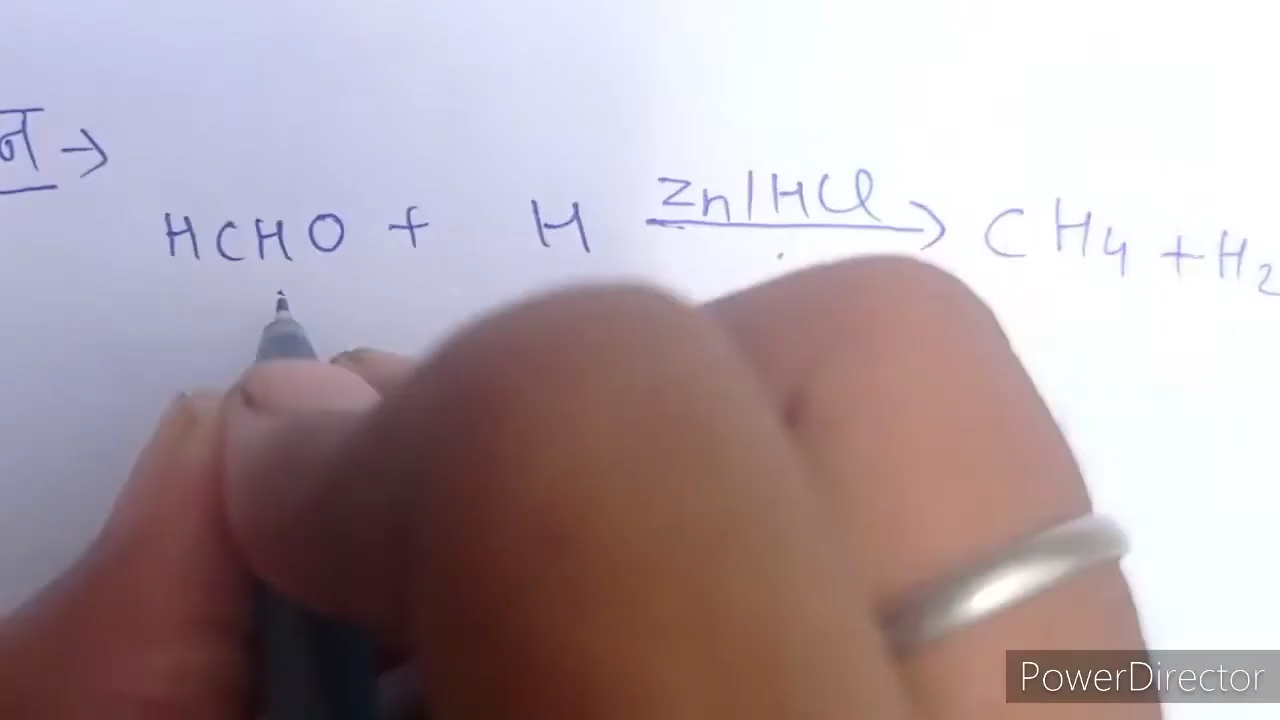 न →
HCHO + H Zn/HCl → CH4 + H2
PowerDirector